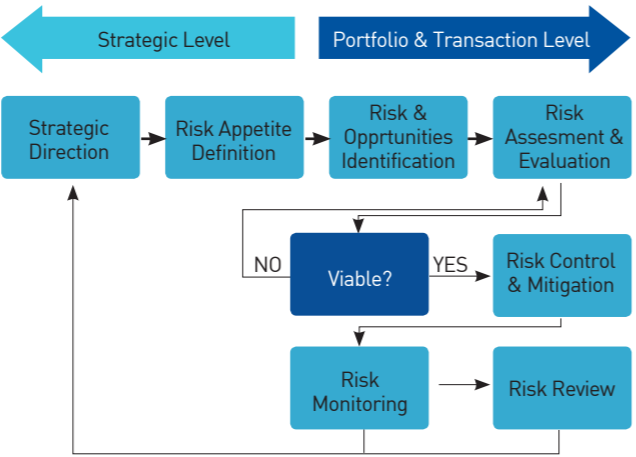 Strategic Level
Portfolio & Transaction Level
Strategic
Direction
Risk Appetite
Definition
Risk &
Opprtunities
Identification
Risk
Assesment &
Evaluation
NO
Viable?
YES
Risk Control
& Mitigation
Risk
Monitoring
Risk Review